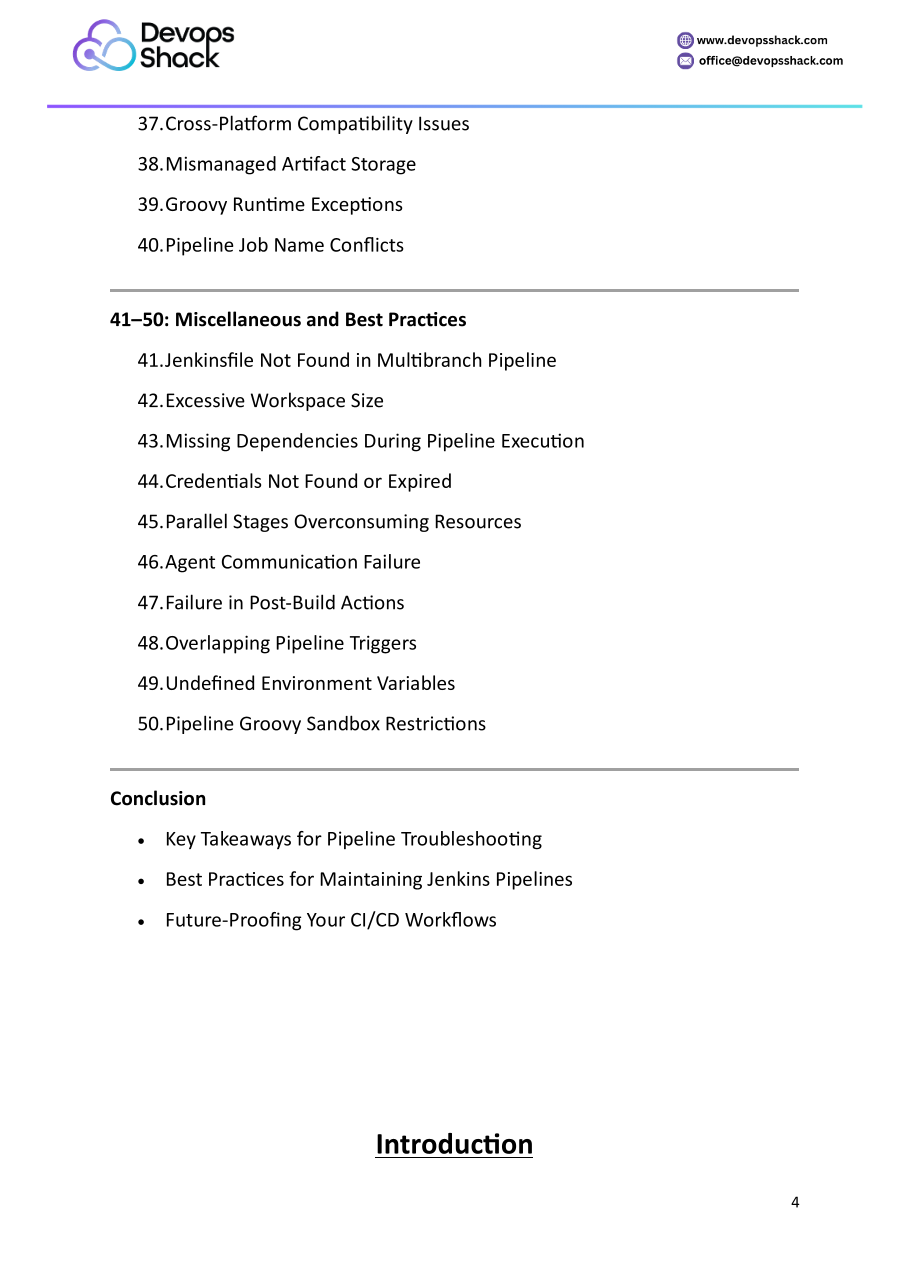 Devops
Shack
www.devopsshack.com
office@devopsshack.com
37.Cross-Platform Compatibility Issues
38.Mismanaged Artifact Storage
39.Groovy Runtime Exceptions
40.Pipeline Job Name Conflicts
41–50: Miscellaneous and Best Practices
41.Jenkinsfile Not Found in Multibranch Pipeline
42.Excessive Workspace Size
43.Missing Dependencies During Pipeline Execution
44.Credentials Not Found or Expired
45.Parallel Stages Overconsuming Resources
46.Agent Communication Failure
47.Failure in Post-Build Actions
48.Overlapping Pipeline Triggers
49.Undefined Environment Variables
50.Pipeline Groovy Sandbox Restrictions
Conclusion
• Key Takeaways for Pipeline Troubleshooting
• Best Practices for Maintaining Jenkins Pipelines
• Future-Proofing Your CI/CD Workflows
Introduction
4